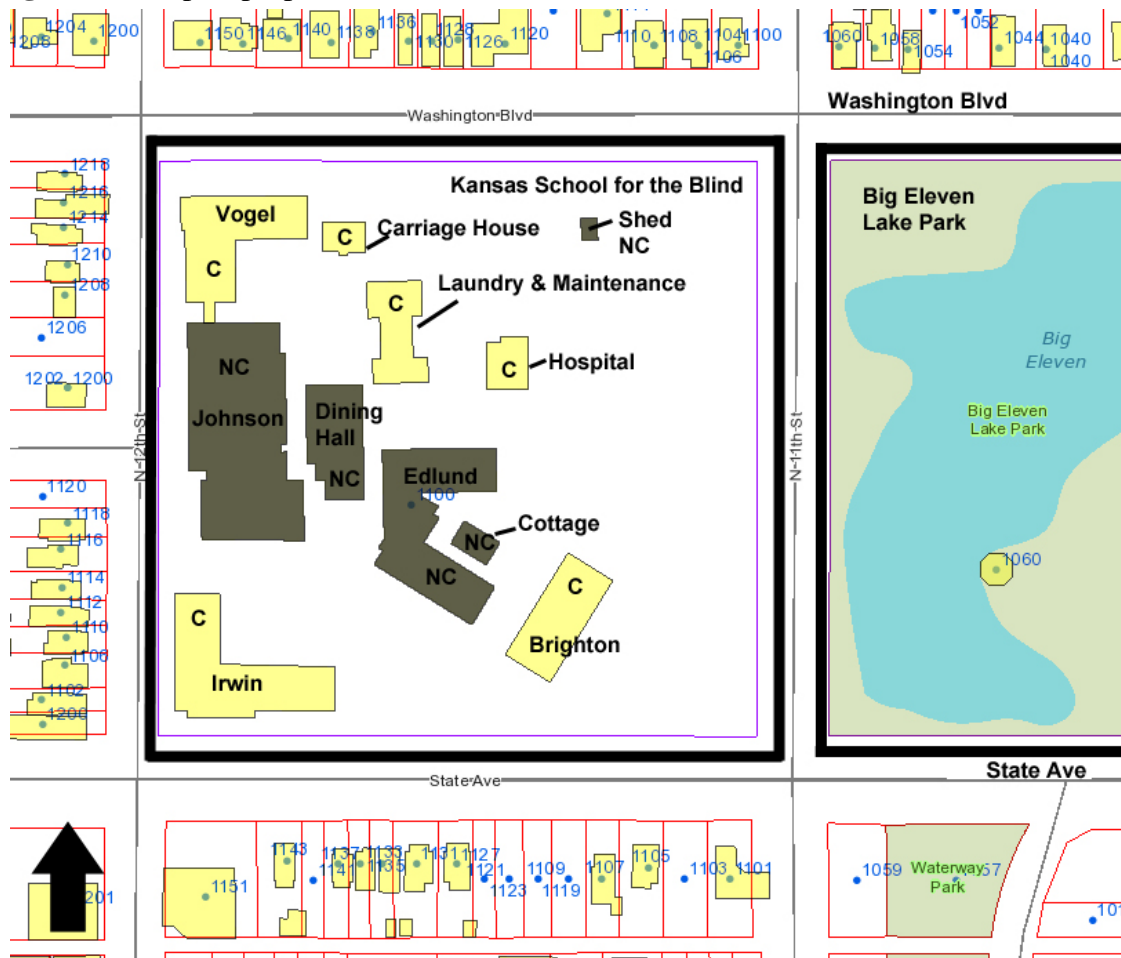 1204
1208
1200
1150
1146
1140
1138
1136
1130
1128
1126
1120
1110
1108
1104
1106
1100
1060
1058
1054
1052
1044
1040
1040
Washington Blvd
Washington Blvd
1218
1216
1214
1210
1208
1206
1202
1200
Kansas School for the Blind
Vogel
C
C
Carriage House
Shed
NC
Laundry & Maintenance
C
C
Hospital
NC
Johnson
Dining
Hall
NC
Edlund
1100
Cottage
NC
NC
C
Brighton
C
Irwin
Big Eleven
Lake Park
Big
Eleven
Big Eleven
Lake Park
1060
N 12th St
N 11th St
1120
1118
1116
1114
1112
1110
1106
1102
1200
State Ave
State Ave
1143
1141
1137
1133
1135
1131
1127
1121
1123
1109
1119
1107
1105
1103
1101
1151
1059
Waterway
Park